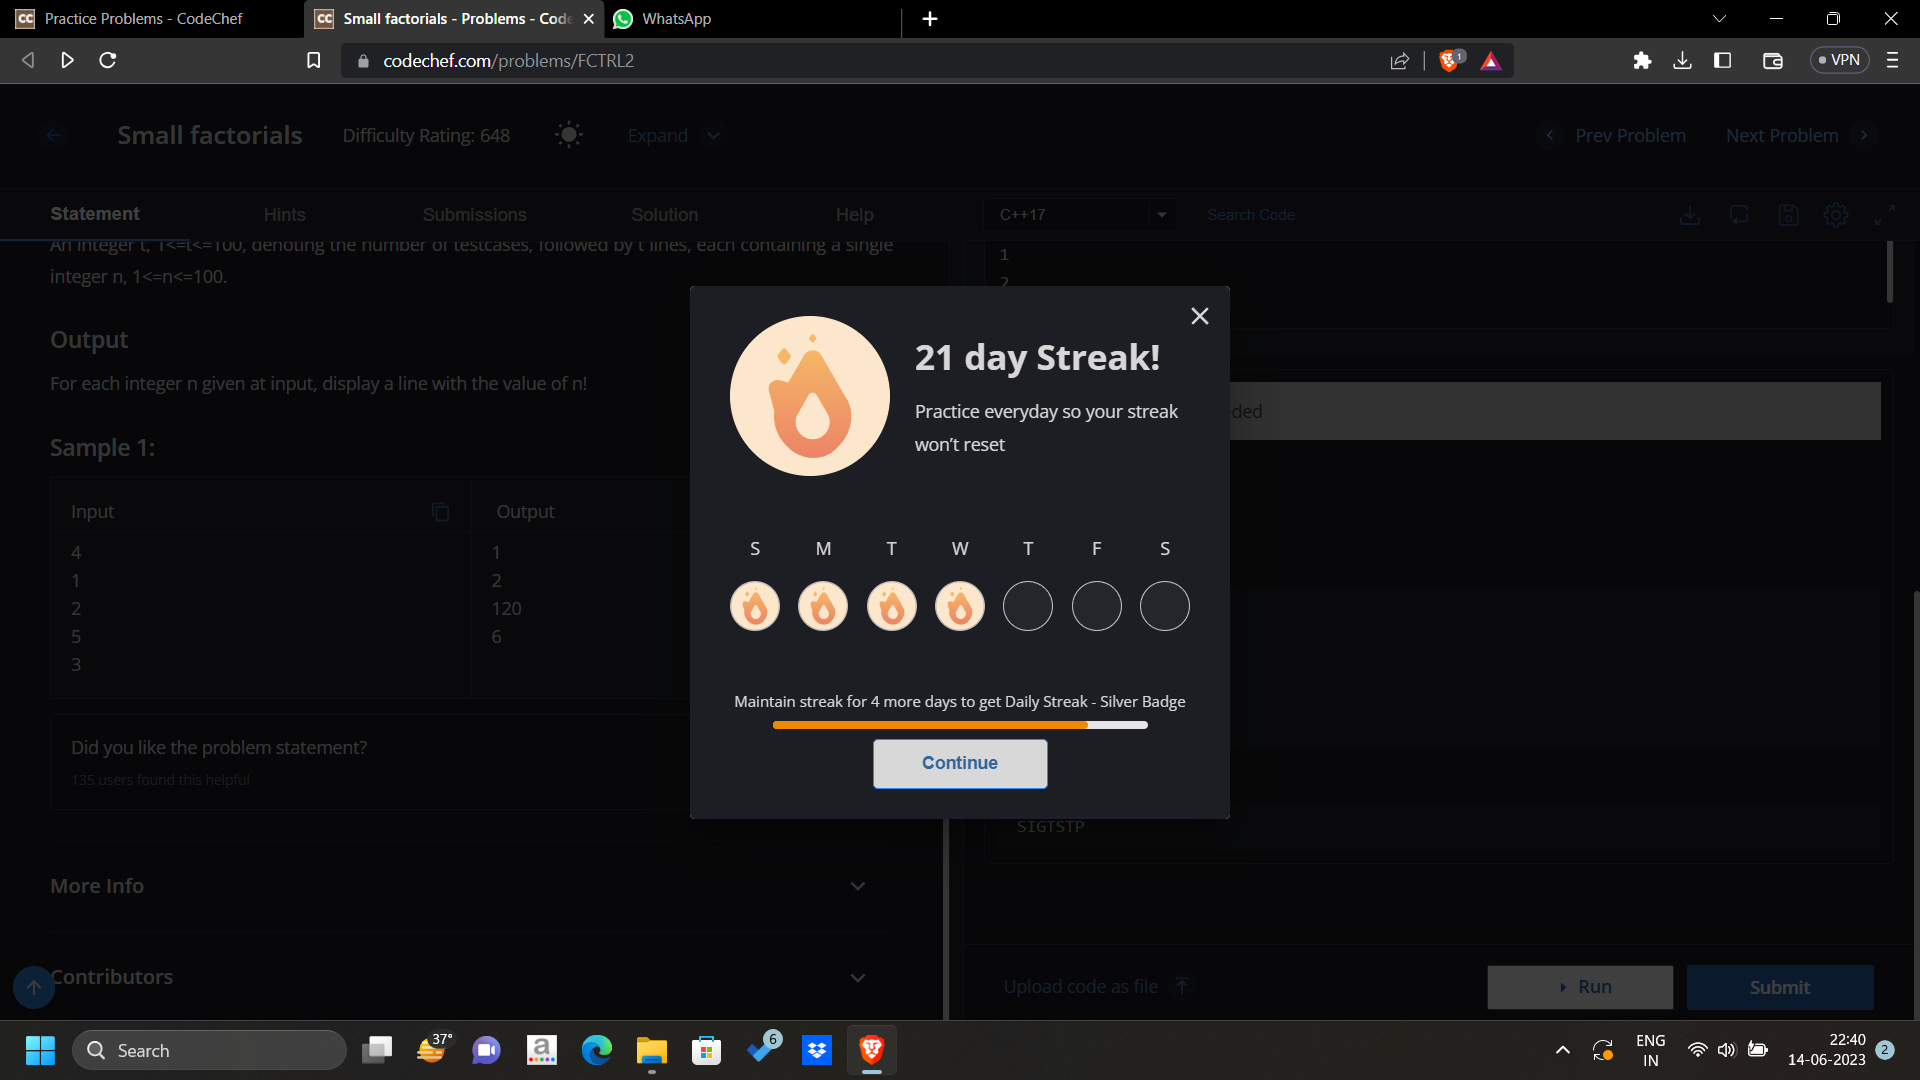 Practice Problems - CodeChef
Small factorials - Problems - Code
WhatsApp
codechef.com/problems/FCTRL2
1
VPN
Small factorials
Difficulty Rating: 648
Expand
Prev Problem
Next Problem
Statement
Hints
Submissions
Solution
Help
C++17
Search Code
An integer t, 1<=t<=100, denoting the number of testcases, followed by t lines, each containing a single
integer n, 1<=n<=100.
Output
For each integer n given at input, display a line with the value of n!
Sample 1:
Input
Output
4
1
2
5
3
1
2
120
6
Did you like the problem statement?
135 users found this helpful
More Info
Contributors
1
2
ded
SIGTSTP
Upload code as file
Run
Submit
21 day Streak!
Practice everyday so your streak
won't reset
S M T W T F S
Maintain streak for 4 more days to get Daily Streak - Silver Badge
Continue
Search
37°
a
6
ENG
IN
22:40
14-06-2023
2